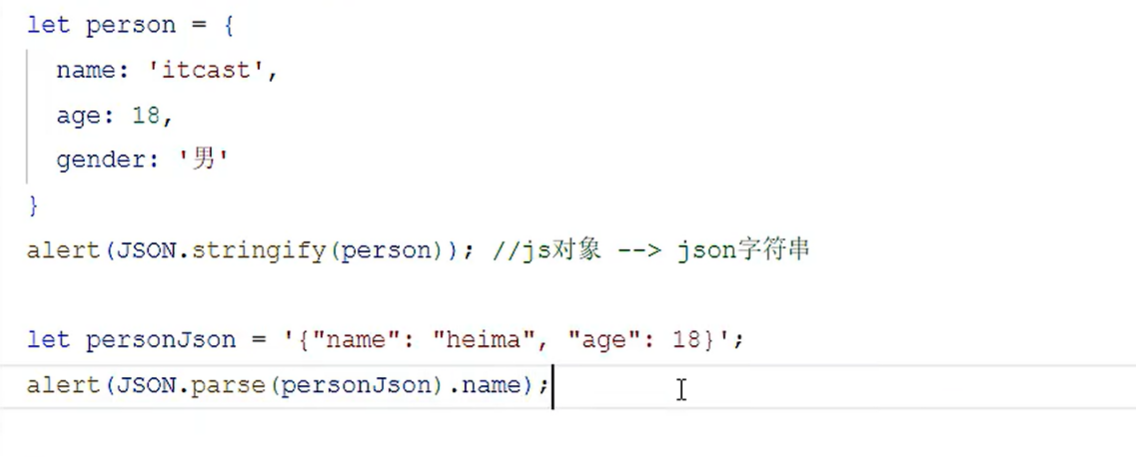 let person = {
name: 'itcast',
age: 18,
gender: '男'
}
alert(JSON.stringify(person)); //js对象 --> json字符串
let personJson = '{"name": "heima", "age": 18}';
alert(JSON.parse(personJson).name);